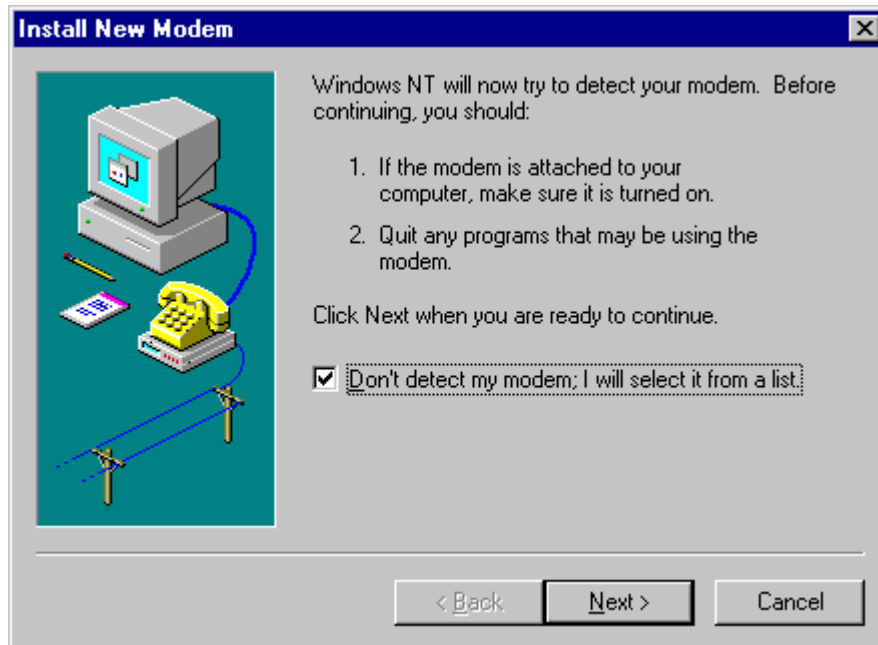 Install New Modem
Windows NT will now try to detect your modem.  Before
continuing, you should:
1. If the modem is attached to your
computer, make sure it is turned on.
2. Quit any programs that may be using the
modem.
Click Next when you are ready to continue.
Don't detect my modem; I will select it from a list.
< Back
Next >
Cancel